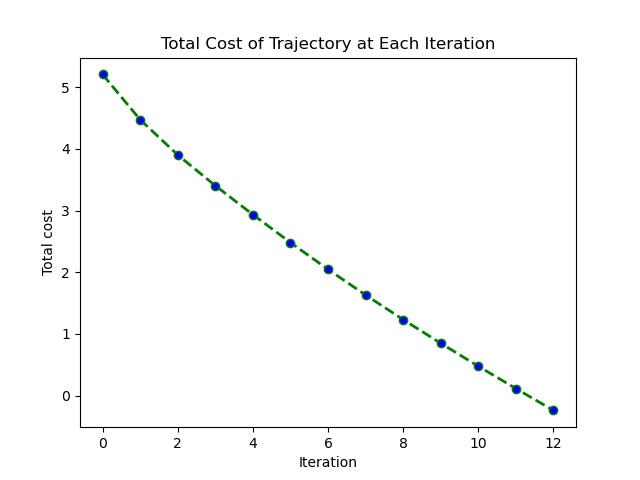 Total Cost of Trajectory at Each Iteration
5
4
3
2
1
0
Total cost
0 2 4 6 8 10 12
Iteration